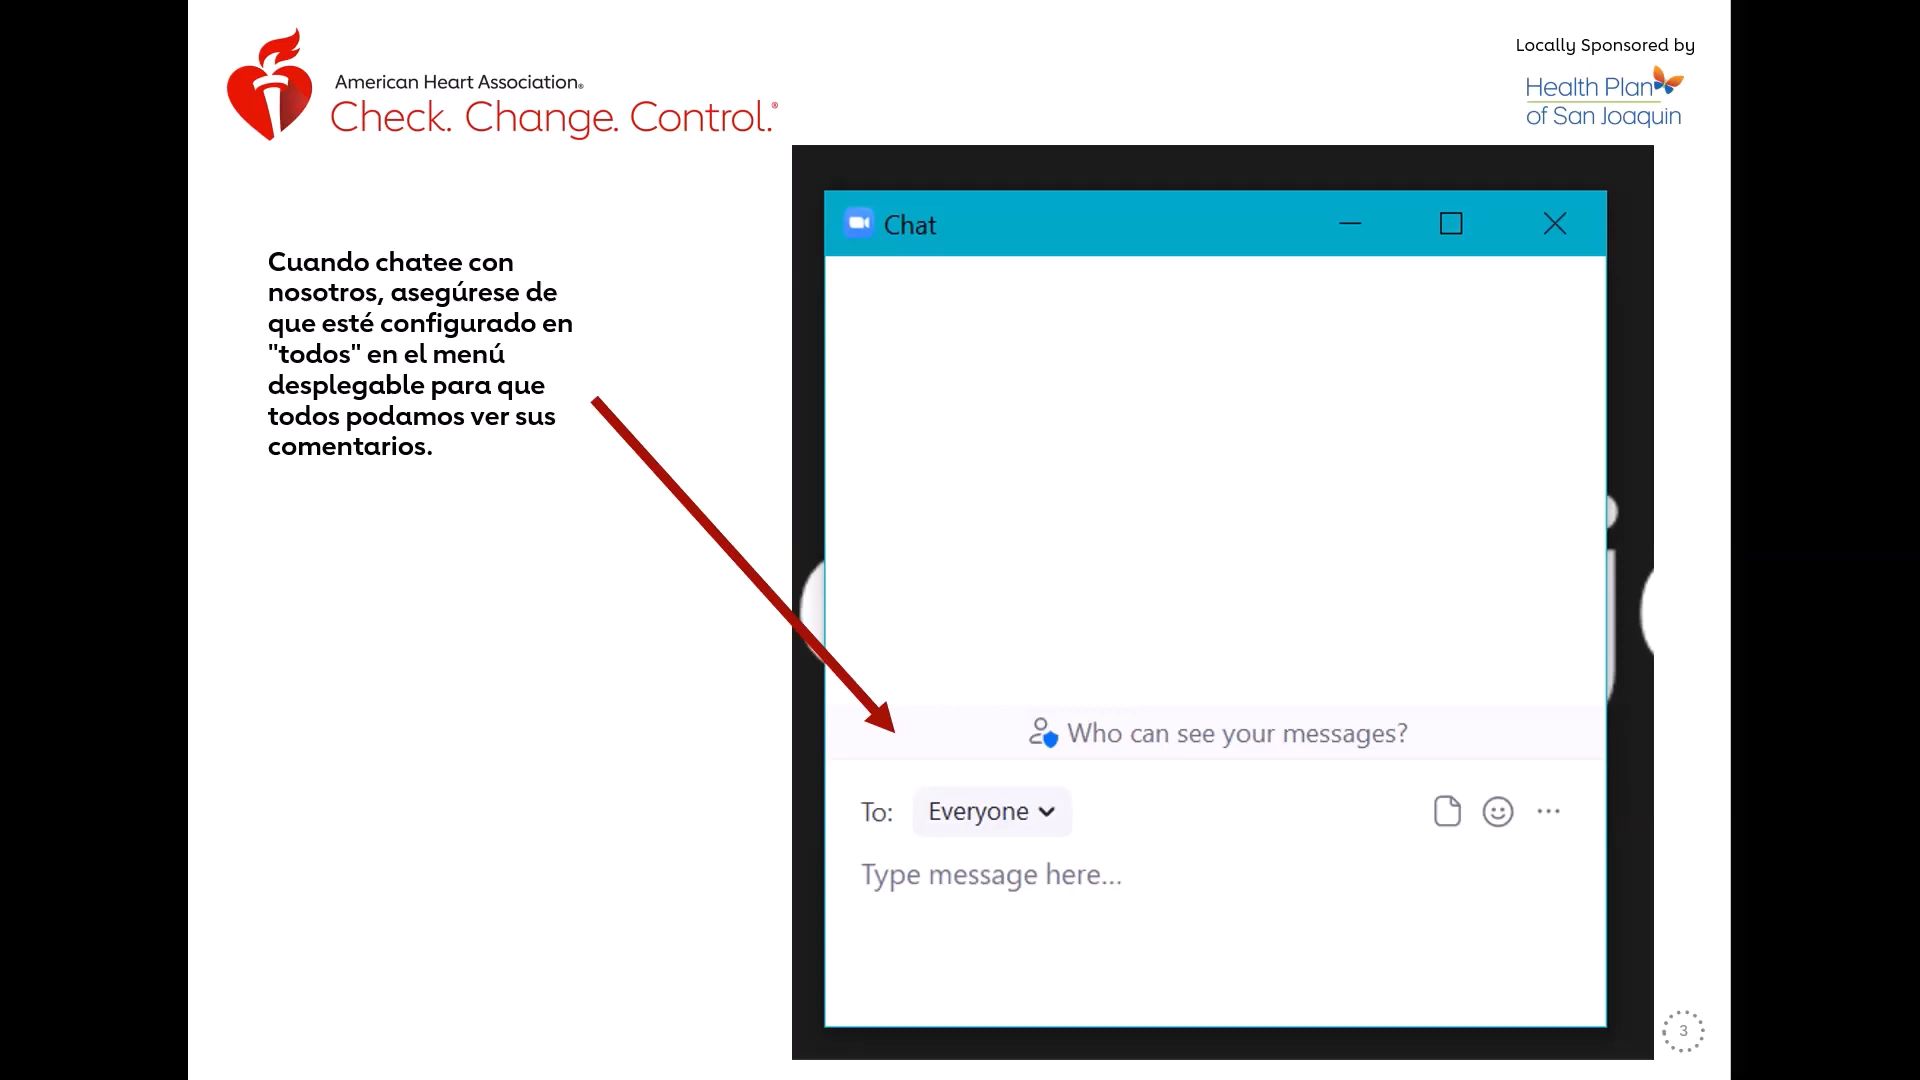 American Heart Association®
Check. Change. Control.®
Locally Sponsored by
Health Plan
of San Joaquin
Cuando chatee con
nosotros, asegúrese de
que esté configurado en
"todos" en el menú
desplegable para que
todos podamos ver sus
comentarios.
Chat
Who can see your messages?
To: Everyone
Type message here...
3